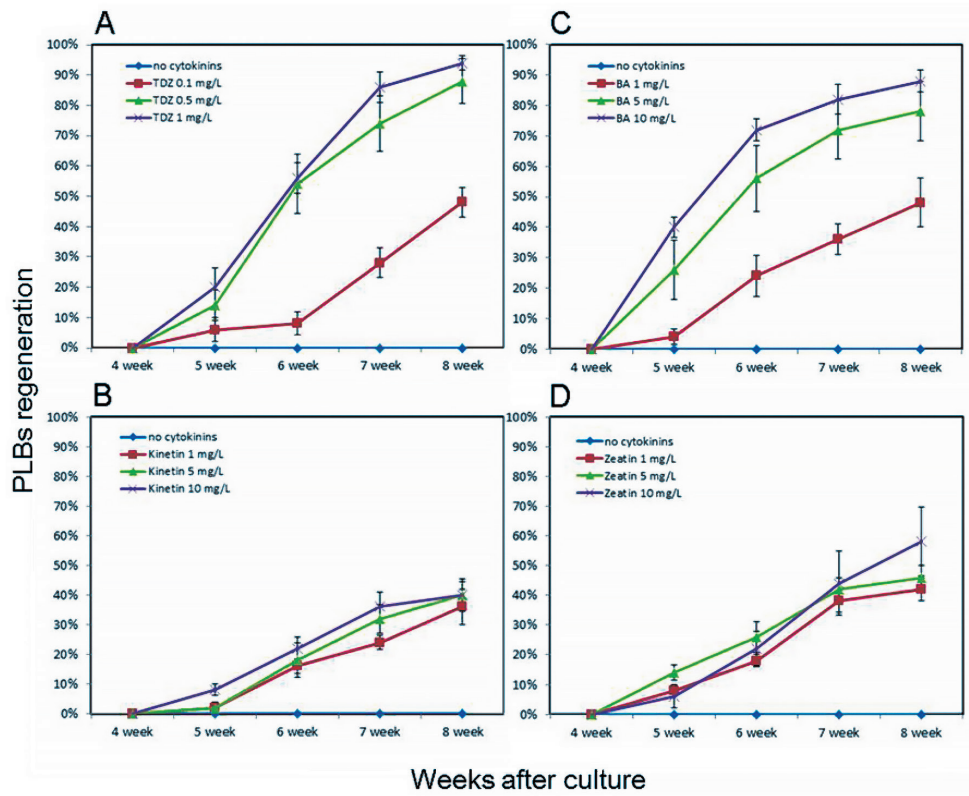 A
100%
90%
80%
70%
60%
50%
40%
30%
20%
10%
0%
no cytokinins
TDZ 0.1 mg/L
TDZ 0.5 mg/L
TDZ 1 mg/L
4 week 5 week 6 week 7 week 8 week
C
100%
90%
80%
70%
60%
50%
40%
30%
20%
10%
0%
no cytokinins
BA 1 mg/L
BA 5 mg/L
BA 10 mg/L
4 week 5 week 6 week 7 week 8 week
PLBs regeneration
B
100%
90%
80%
70%
60%
50%
40%
30%
20%
10%
0%
no cytokinins
Kinetin 1 mg/L
Kinetin 5 mg/L
Kinetin 10 mg/L
4 week 5 week 6 week 7 week 8 week
D
100%
90%
80%
70%
60%
50%
40%
30%
20%
10%
0%
no cytokinins
Zeatin 1 mg/L
Zeatin 5 mg/L
Zeatin 10 mg/L
4 week 5 week 6 week 7 week 8 week
Weeks after culture